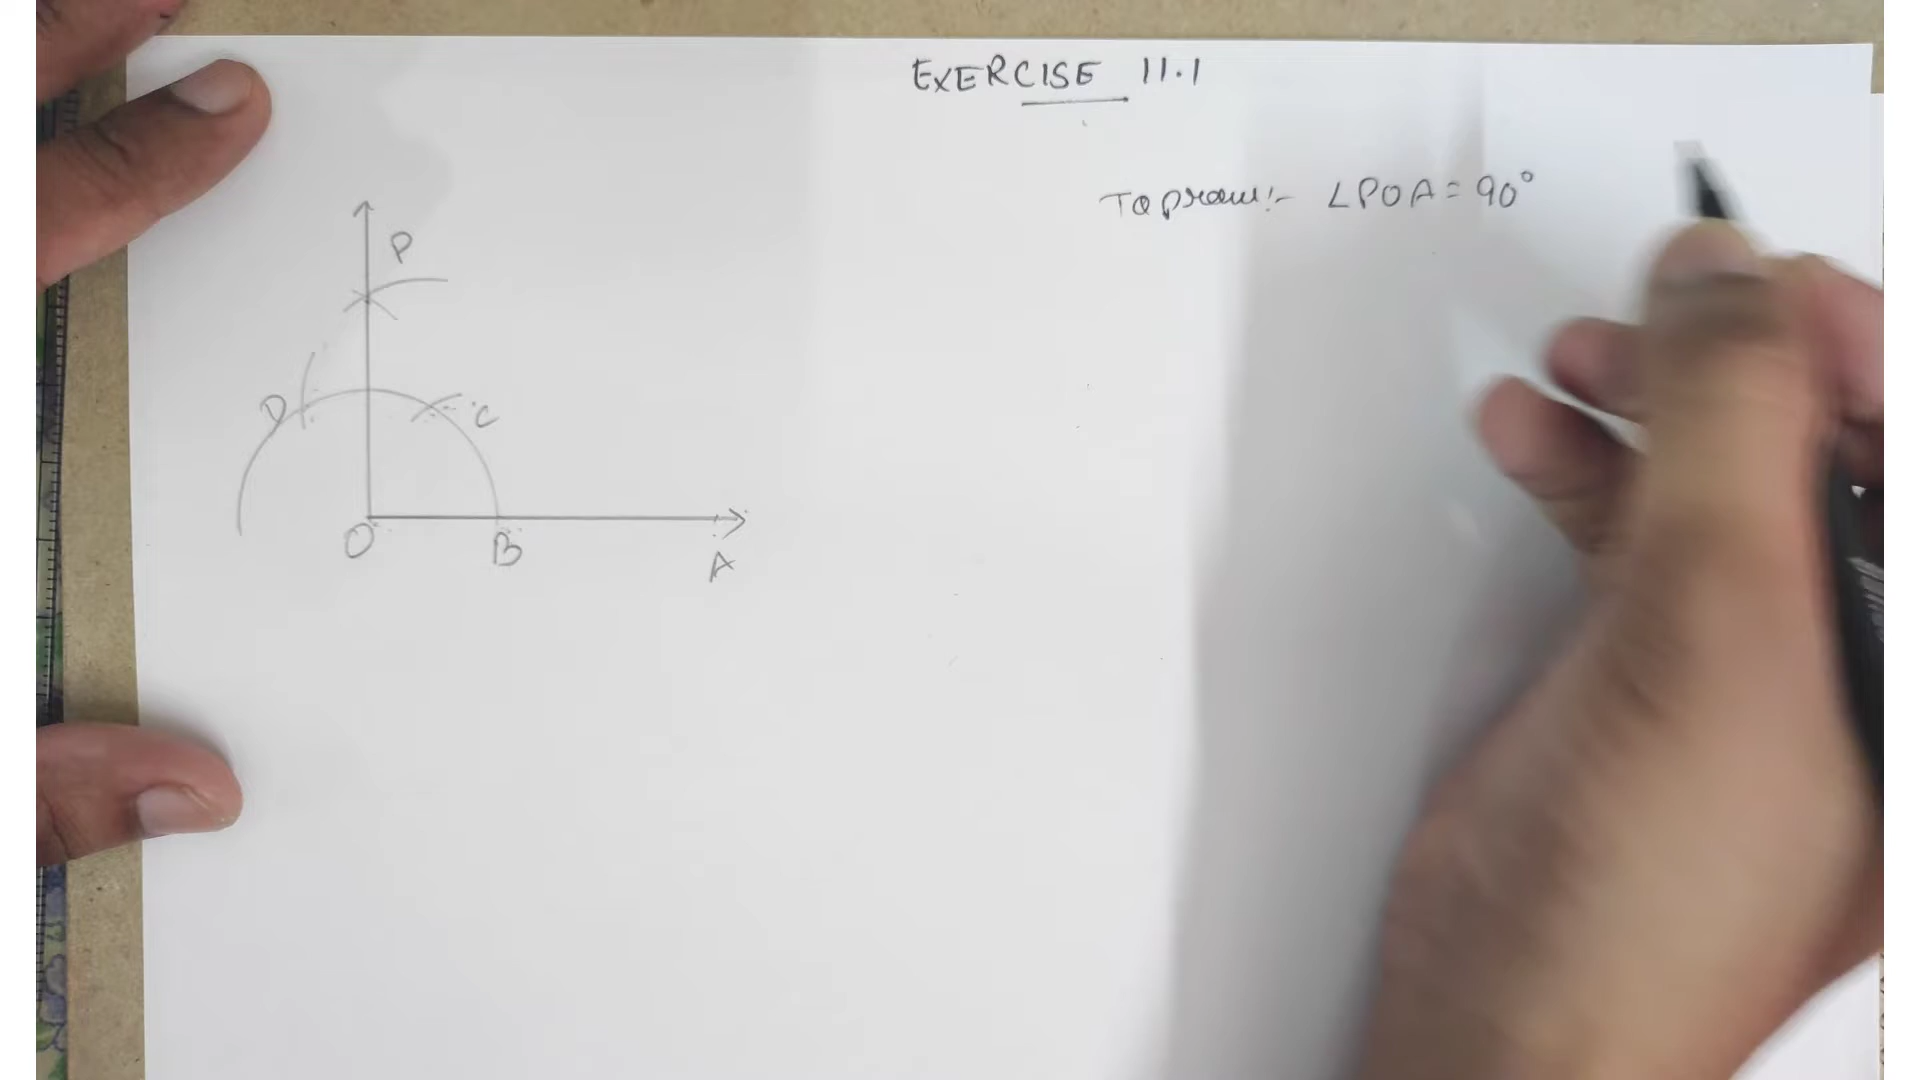 EXERCISE 11.1
To prove:- ∠POA = 90°
P
D
C
O
B
A